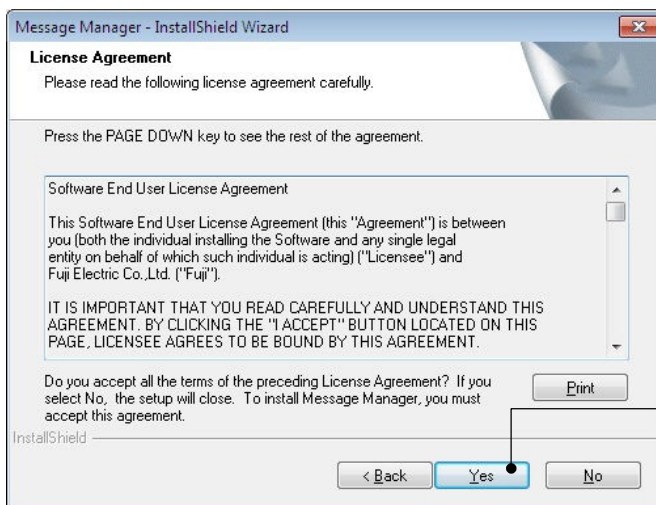 Message Manager - InstallShield Wizard
License Agreement
Please read the following license agreement carefully.
Press the PAGE DOWN key to see the rest of the agreement.
Software End User License Agreement
This Software End User License Agreement (this "Agreement") is between
you (both the individual installing the Software and any single legal
entity on behalf of which such individual is acting) ("Licensee") and
Fuji Electric Co.,Ltd. ("Fuji").
IT IS IMPORTANT THAT YOU READ CAREFULLY AND UNDERSTAND THIS
AGREEMENT. BY CLICKING THE "I ACCEPT" BUTTON LOCATED ON THIS
PAGE, LICENSEE AGREES TO BE BOUND BY THIS AGREEMENT.
Do you accept all the terms of the preceding License Agreement? If you
select No, the setup will close. To install Message Manager, you must
accept this agreement.
Print
InstallShield
< Back Yes No